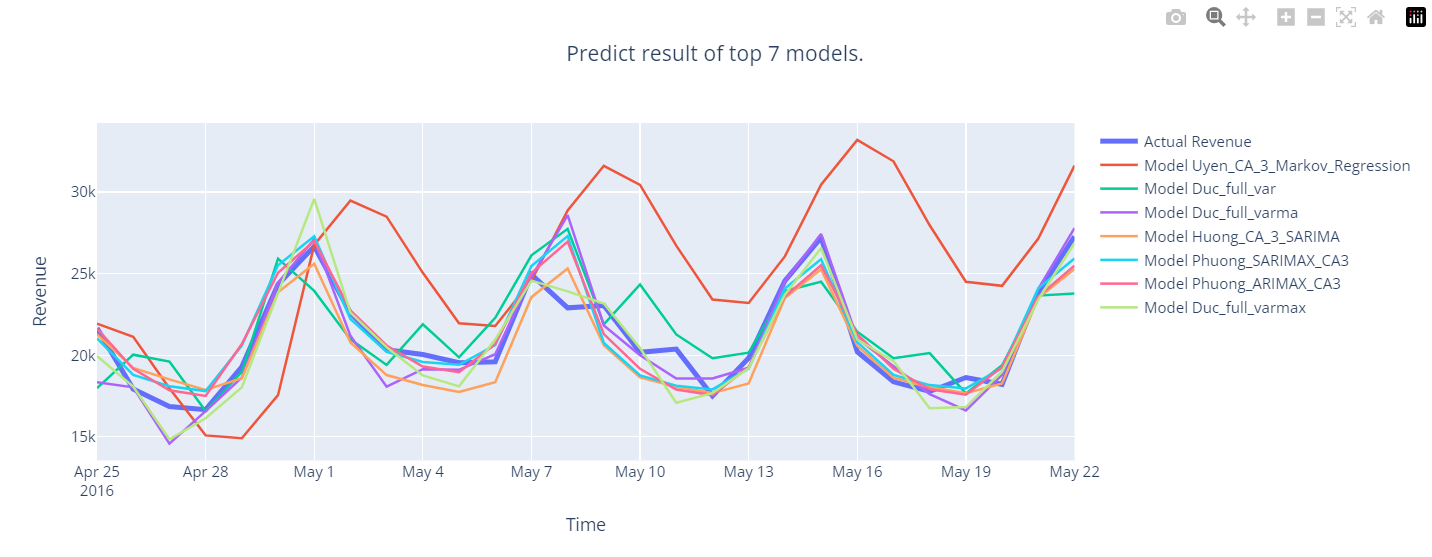 Predict result of top 7 models.
Revenue
30k
25k
20k
15k
Apr 25
2016
Apr 28
May 1
May 4
May 7
May 10
May 13
May 16
May 19
May 22
Time
Actual Revenue
Model Uyen_CA_3_Markov_Regression
Model Duc_full_var
Model Duc_full_varma
Model Huong_CA_3_SARIMA
Model Phuong_SARIMAX_CA3
Model Phuong_ARIMAX_CA3
Model Duc_full_varmax